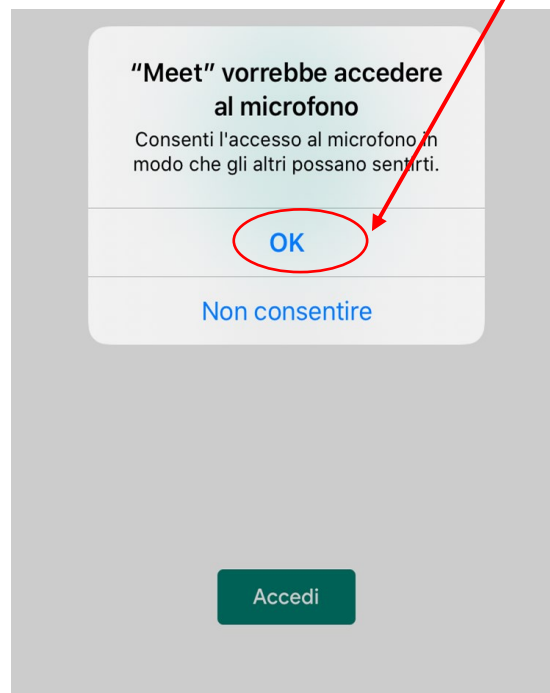 “Meet” vorrebbe accedere
al microfono
Consenti l'accesso al microfono in
modo che gli altri possano sentirti.
OK
Non consentire
Accedi